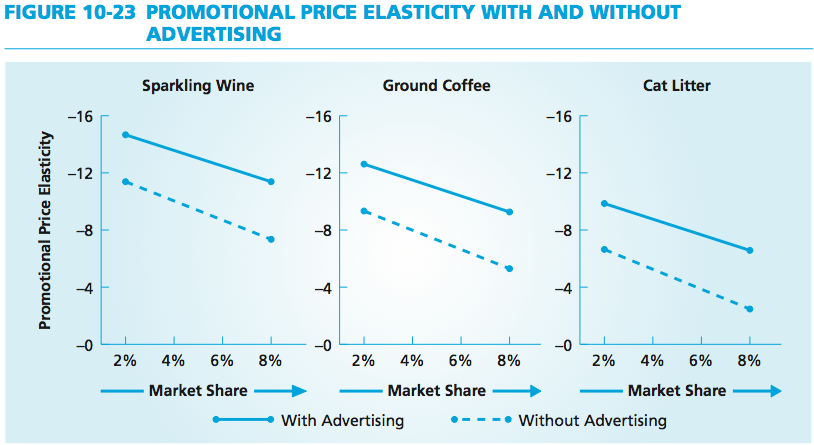 FIGURE 10-23 PROMOTIONAL PRICE ELASTICITY WITH AND WITHOUT
ADVERTISING
Sparkling Wine
Ground Coffee
Cat Litter
Promotional Price Elasticity
–16
–12
–8
–4
–0
2% 4% 6% 8%
Market Share
–16
–12
–8
–4
–0
2% 4% 6% 8%
Market Share
–16
–12
–8
–4
–0
2% 4% 6% 8%
Market Share
With Advertising
Without Advertising